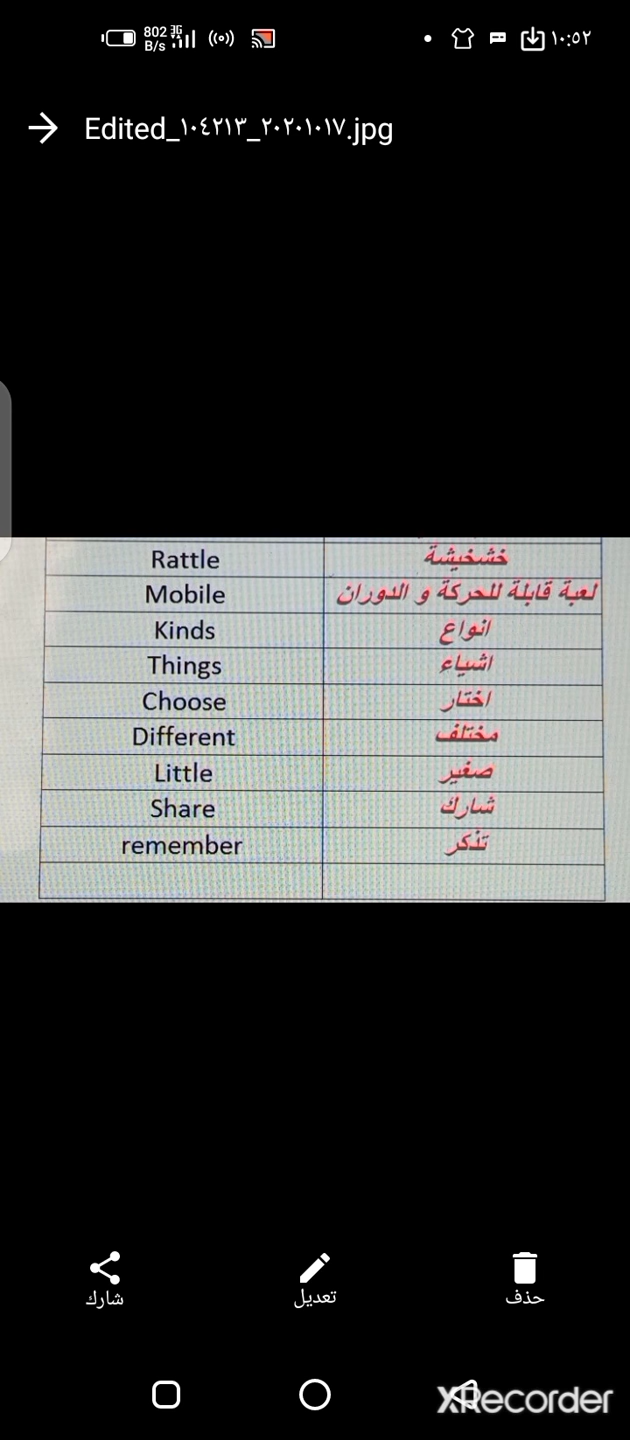 802 B/s 3G ١٠:٥٢
Edited_٢٠٢٠١٠١٧_١٠٤٢١٣.jpg
Rattle خشخيشة
Mobile لعبة قابلة للحركة و الدوران
Kinds انواع
Things اشياء
Choose اختار
Different مختلف
Little صغير
Share شارك
remember تذكر
شارك تعديل حذف
XRecorder